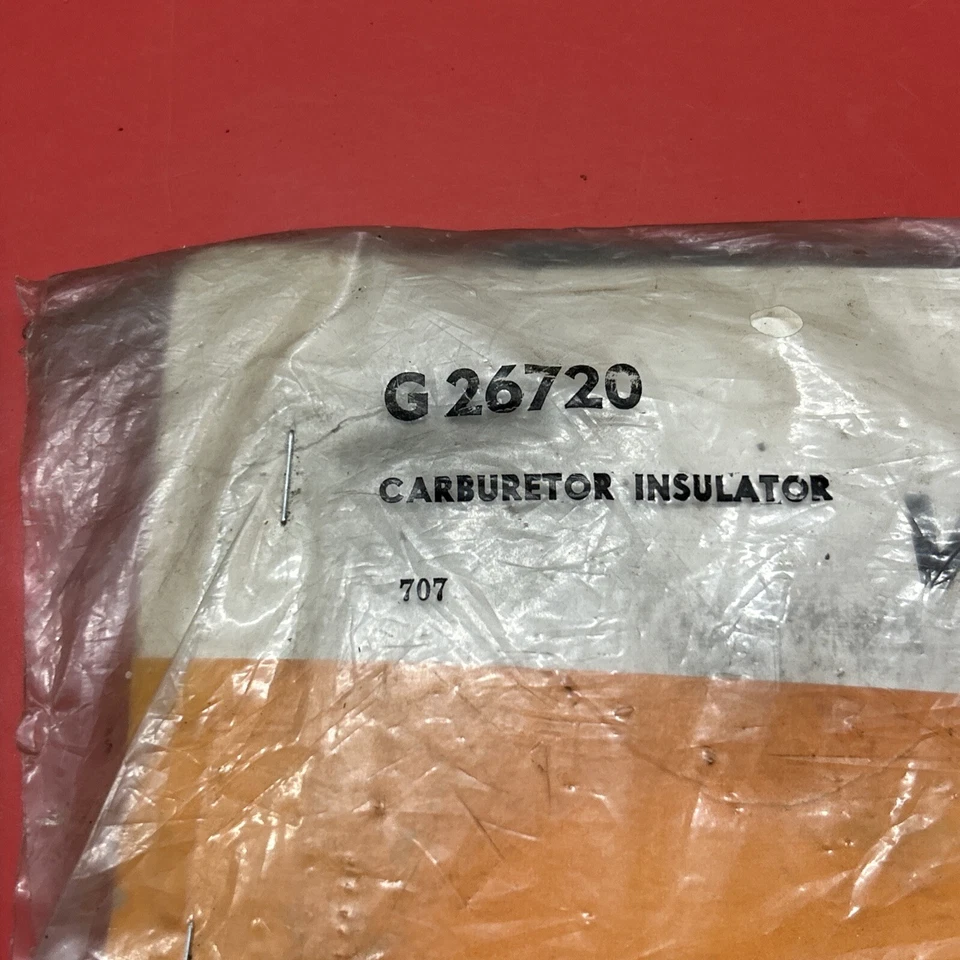 G 26720
CARBURETOR INSULATOR
707